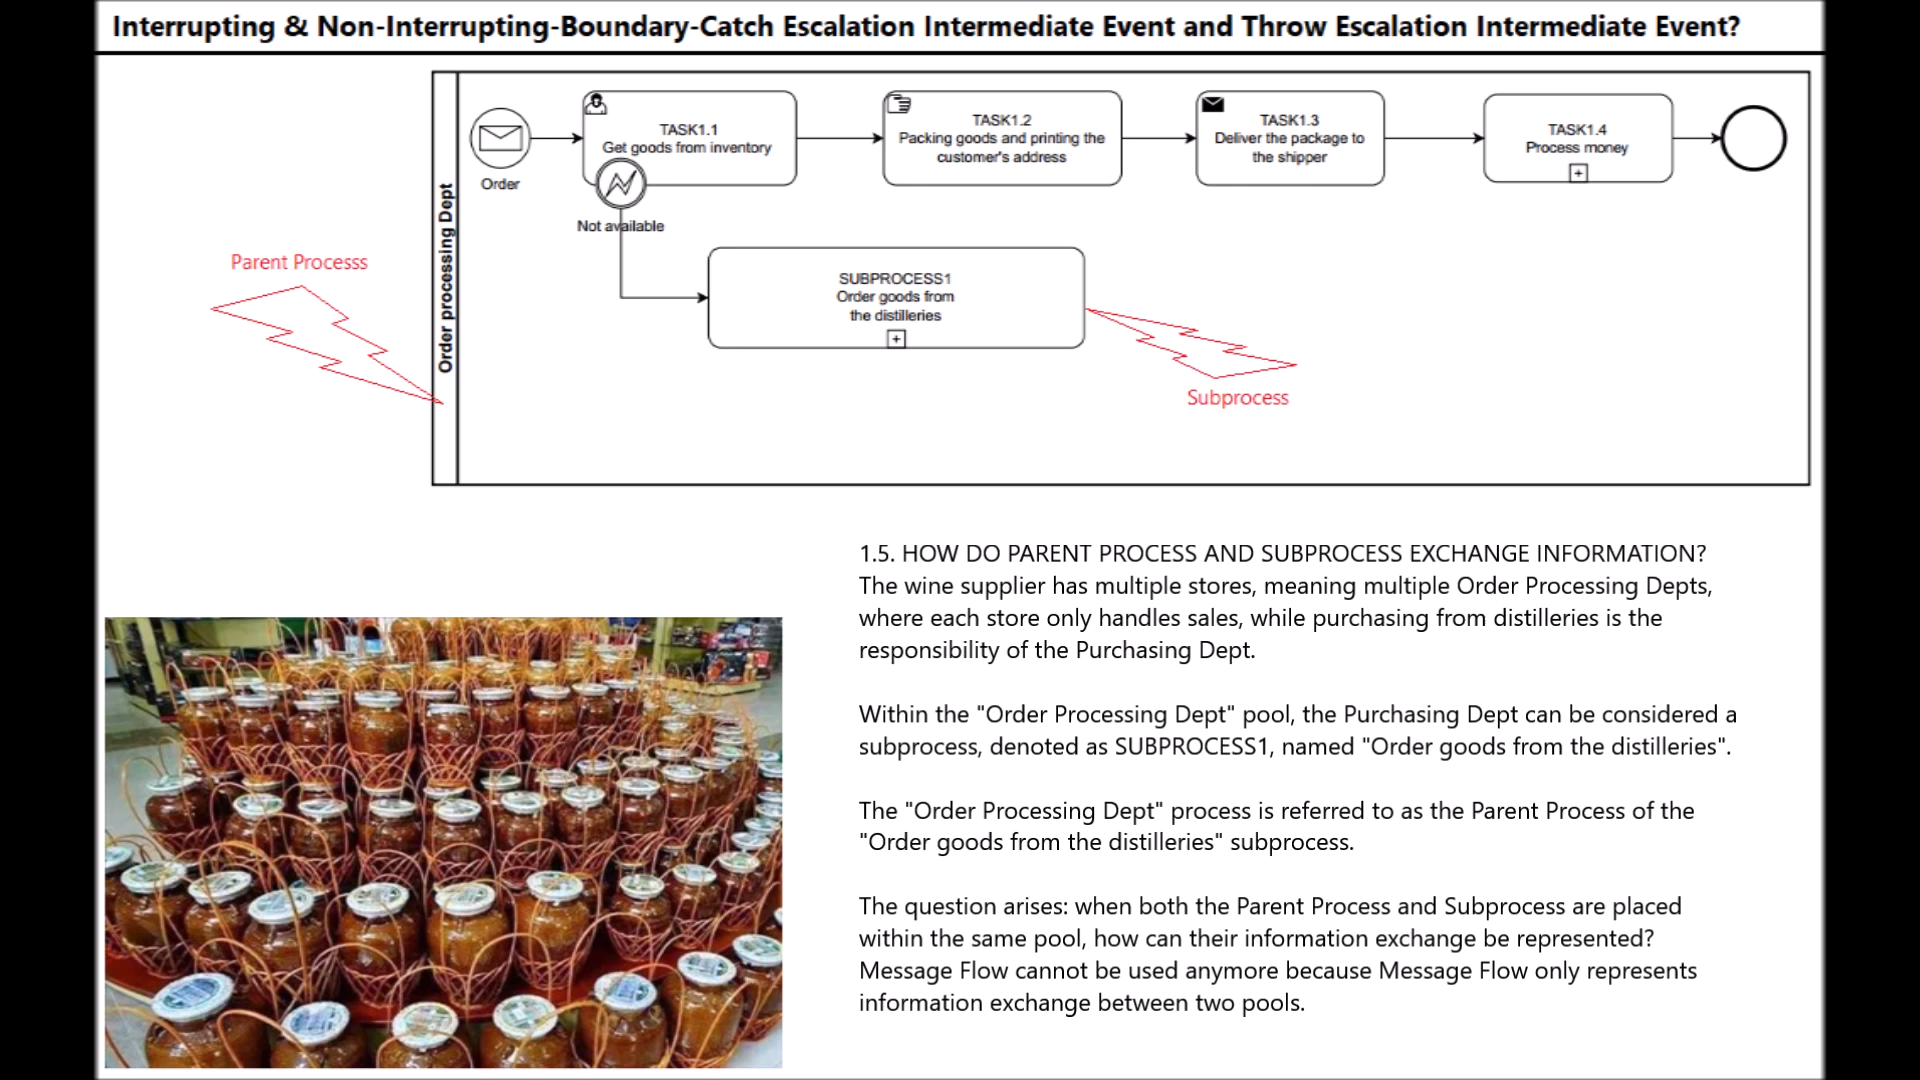 Interrupting & Non-Interrupting-Boundary-Catch Escalation Intermediate Event and Throw Escalation Intermediate Event?
Order processing Dept
Order
TASK1.1
Get goods from inventory
Not available
TASK1.2
Packing goods and printing the
customer's address
TASK1.3
Deliver the package to
the shipper
TASK1.4
Process money
Parent Processs
SUBPROCESS1
Order goods from
the distilleries
Subprocess
1.5. HOW DO PARENT PROCESS AND SUBPROCESS EXCHANGE INFORMATION?
The wine supplier has multiple stores, meaning multiple Order Processing Depts,
where each store only handles sales, while purchasing from distilleries is the
responsibility of the Purchasing Dept.
Within the "Order Processing Dept" pool, the Purchasing Dept can be considered a
subprocess, denoted as SUBPROCESS1, named "Order goods from the distilleries".
The "Order Processing Dept" process is referred to as the Parent Process of the
"Order goods from the distilleries" subprocess.
The question arises: when both the Parent Process and Subprocess are placed
within the same pool, how can their information exchange be represented?
Message Flow cannot be used anymore because Message Flow only represents
information exchange between two pools.